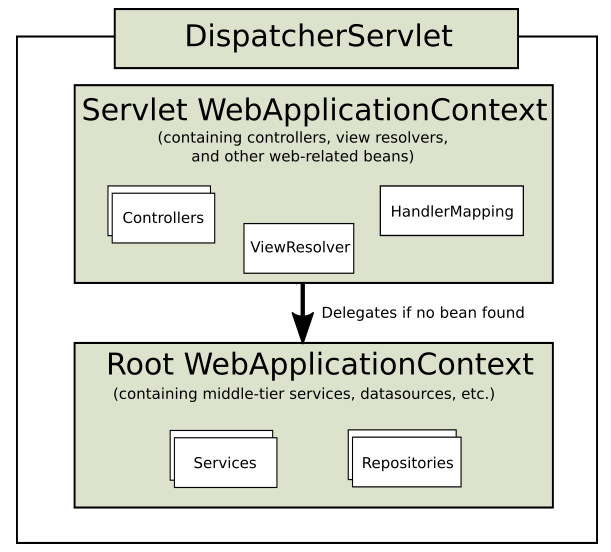 DispatcherServlet
Servlet WebApplicationContext
(containing controllers, view resolvers,
and other web-related beans)
Controllers
HandlerMapping
ViewResolver
Delegates if no bean found
Root WebApplicationContext
(containing middle-tier services, datasources, etc.)
Services
Repositories